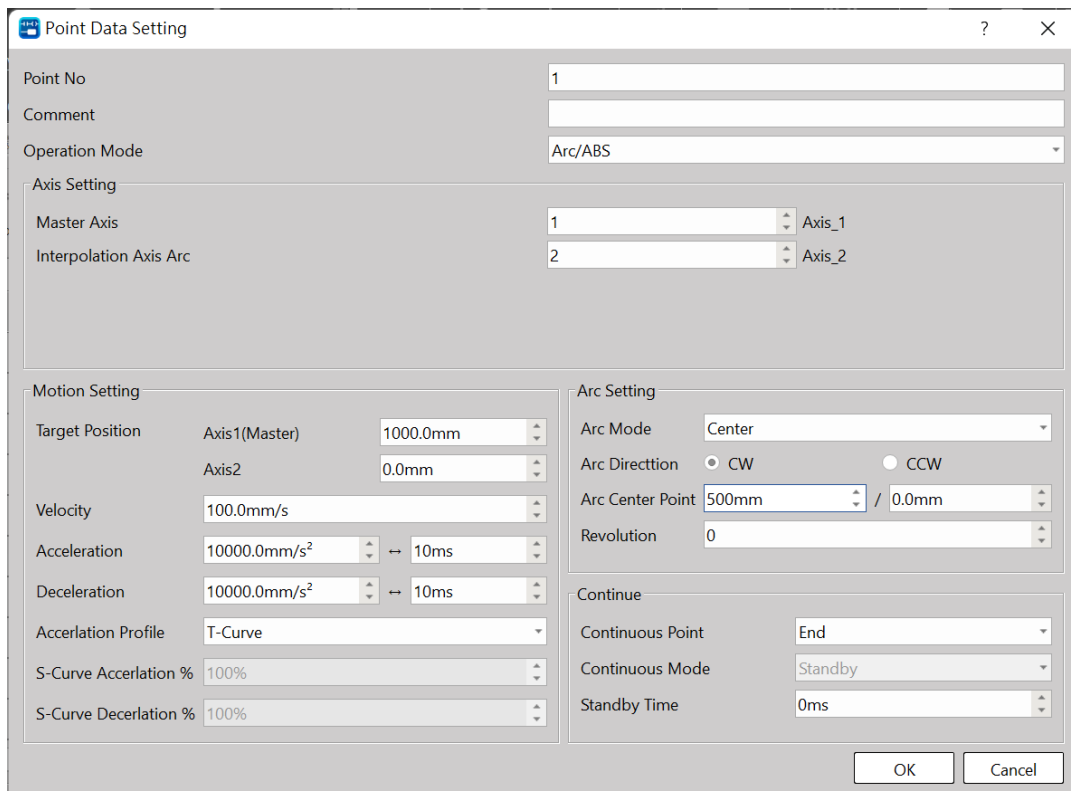 Point Data Setting ?
Point No 1
Comment
Operation Mode Arc/ABS
Axis Setting
Master Axis 1 Axis_1
Interpolation Axis Arc 2 Axis_2
Motion Setting
Target Position Axis1(Master) 1000.0mm
Axis2 0.0mm
Velocity 100.0mm/s
Acceleration 10000.0mm/s² ↔ 10ms
Deceleration 10000.0mm/s² ↔ 10ms
Accerlation Profile T-Curve
S-Curve Accerlation % 100%
S-Curve Decerlation % 100%
Arc Setting
Arc Mode Center
Arc Directtion CW CCW
Arc Center Point 500mm / 0.0mm
Revolution 0
Continue
Continuous Point End
Continuous Mode Standby
Standby Time 0ms
OK Cancel